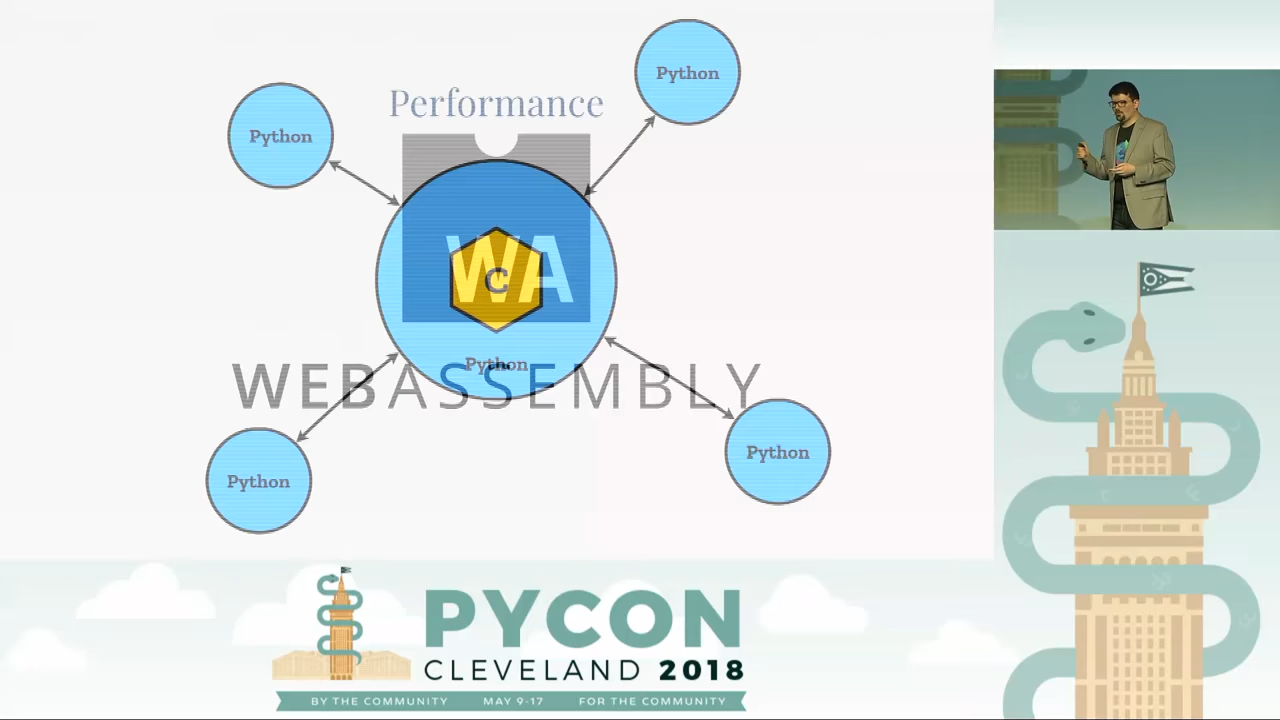 Python
Performance
Python
WA
C
Python
WEBASSEMBLY
Python
Python
PYCON
CLEVELAND 2018
BY THE COMMUNITY MAY 9-17 FOR THE COMMUNITY